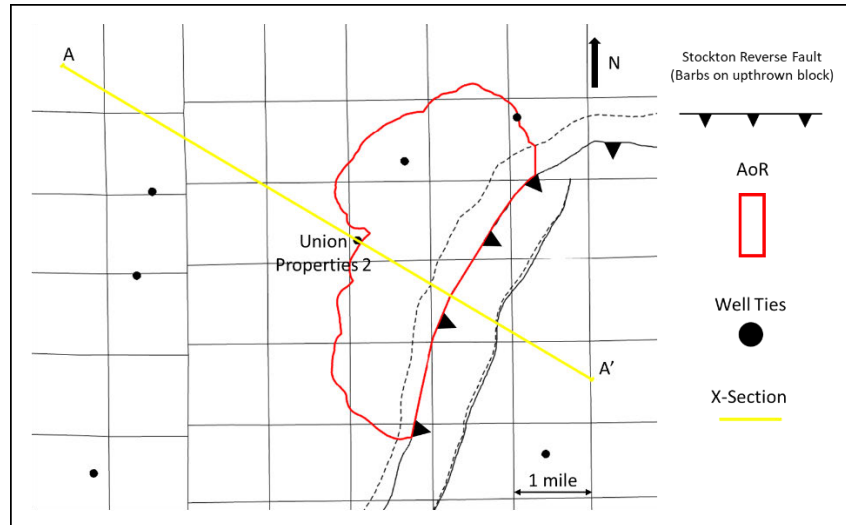 A
N
Union
Properties 2
A’
1 mile
Stockton Reverse Fault
(Barbs on upthrown block)
AoR
Well Ties
X-Section